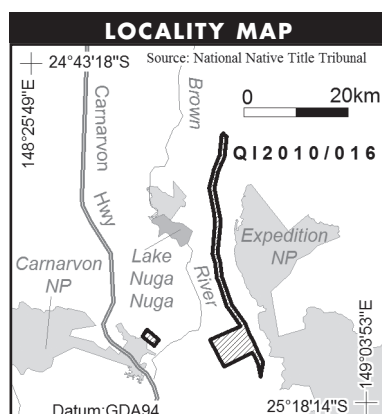 LOCALITY MAP
Source: National Native Title Tribunal
24°43'18"S
148°25'49"E
Carnarvon
Hwy
Brown
River
0 20km
QI2010/016
Expedition
NP
Lake
Nuga
Nuga
Carnarvon
NP
149°03'53"E
25°18'14"S
Datum:GDA94